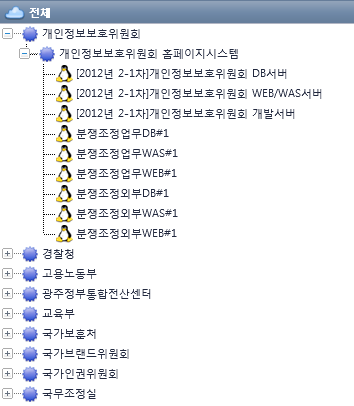 전체
개인정보보호위원회
개인정보보호위원회 홈페이지시스템
[2012년 2-1차]개인정보보호위원회 DB서버
[2012년 2-1차]개인정보보호위원회 WEB/WAS서버
[2012년 2-1차]개인정보보호위원회 개발서버
분쟁조정업무DB#1
분쟁조정업무WAS#1
분쟁조정업무WEB#1
분쟁조정외부DB#1
분쟁조정외부WAS#1
분쟁조정외부WEB#1
경찰청
고용노동부
광주정부통합전산센터
교육부
국가보훈처
국가브랜드위원회
국가인권위원회
국무조정실